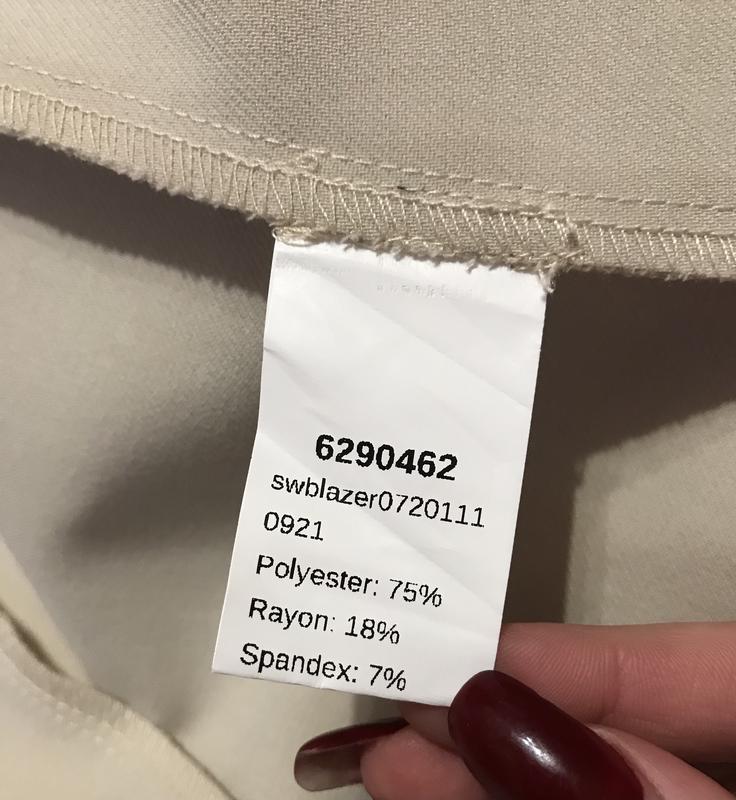 6290462
swblazer0720111
0921
Polyester: 75%
Rayon: 18%
Spandex: 7%